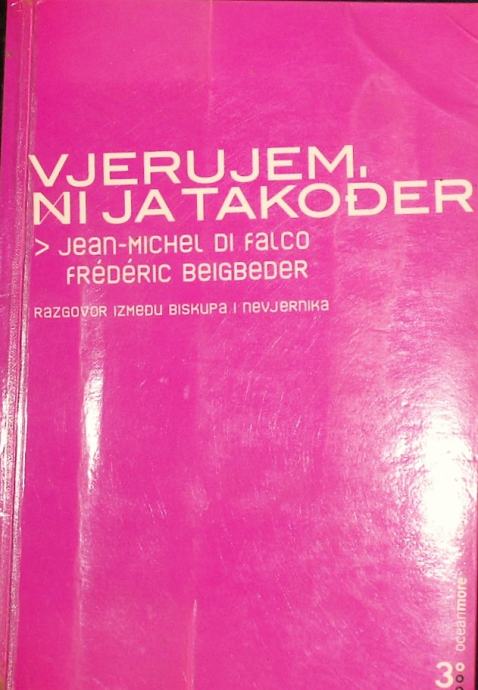 VJERUJEM,
NI JA TAKOĐER
> Jean-Michel Di Falco
Frédéric Beigbeder
Razgovor između biskupa i nevjernika
oceanmore
3